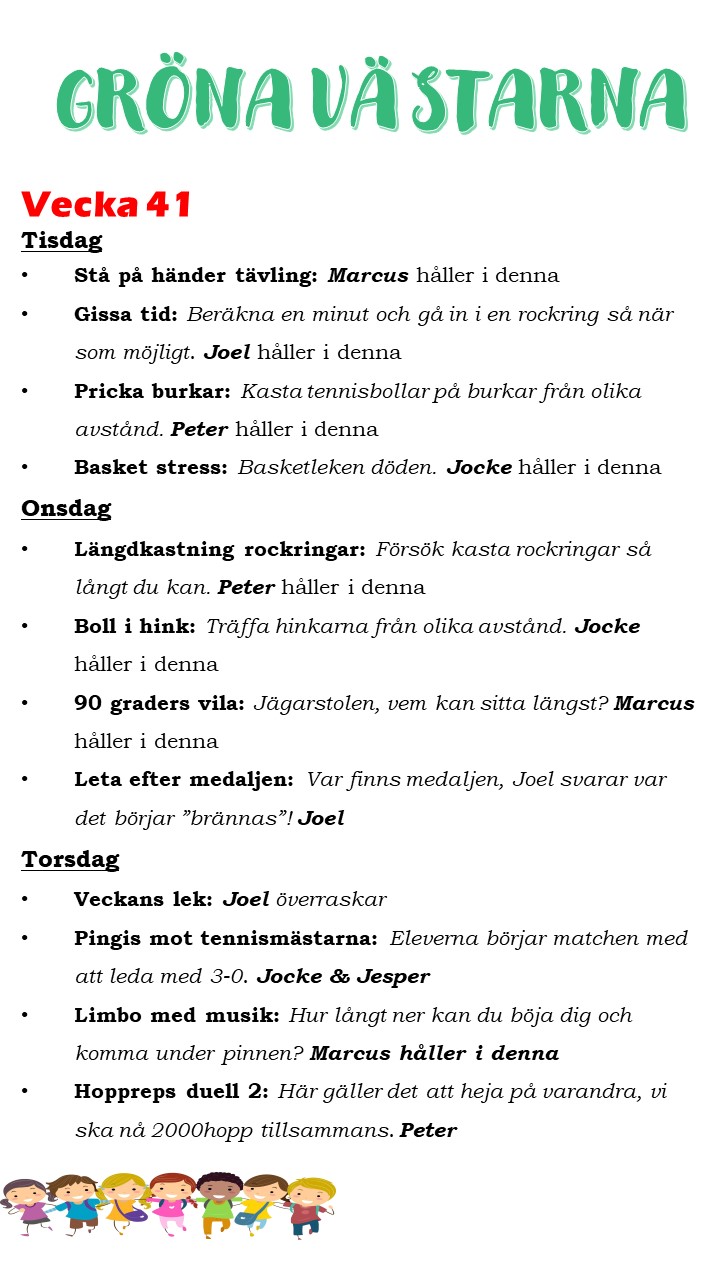 GRÖNA VÄSTARNA
Vecka 41
Tisdag
• Stå på händer tävling: Marcus håller i denna
• Gissa tid: Beräkna en minut och gå in i en rockring så när
som möjligt. Joel håller i denna
• Pricka burkar: Kasta tennisbollar på burkar från olika
avstånd. Peter håller i denna
• Basket stress: Basketleken döden. Jocke håller i denna
Onsdag
• Längdkastning rockringar: Försök kasta rockringar så
långt du kan. Peter håller i denna
• Boll i hink: Träffa hinkarna från olika avstånd. Jocke
håller i denna
• 90 graders vila: Jägarstolen, vem kan sitta längst? Marcus
håller i denna
• Leta efter medaljen: Var finns medaljen, Joel svarar var
det börjar ”brännas”! Joel
Torsdag
• Veckans lek: Joel överraskar
• Pingis mot tennismästarna: Eleverna börjar matchen med
att leda med 3-0. Jocke & Jesper
• Limbo med musik: Hur långt ner kan du böja dig och
komma under pinnen? Marcus håller i denna
• Hoppreps duell 2: Här gäller det att heja på varandra, vi
ska nå 2000hopp tillsammans. Peter